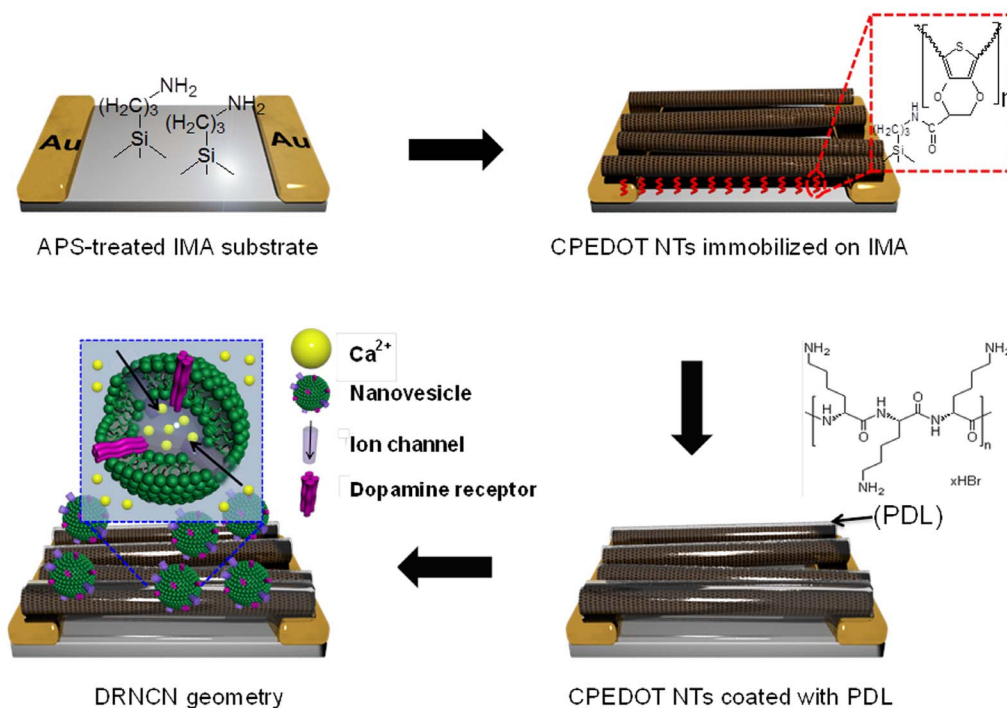 NH2
(H2C)3
NH2
(H2C)3
Si
Si
Au
Au
APS-treated IMA substrate
S
n
O
O
H
N
(H2C)3
O
Si
CPEDOT NTs immobilized on IMA
Ca2+
Nanovesicle
Ion channel
Dopamine receptor
DRNCN geometry
NH2
NH2
O
H
N
O
N
H
H
N
O
n
NH2
xHBr
(PDL)
CPEDOT NTs coated with PDL